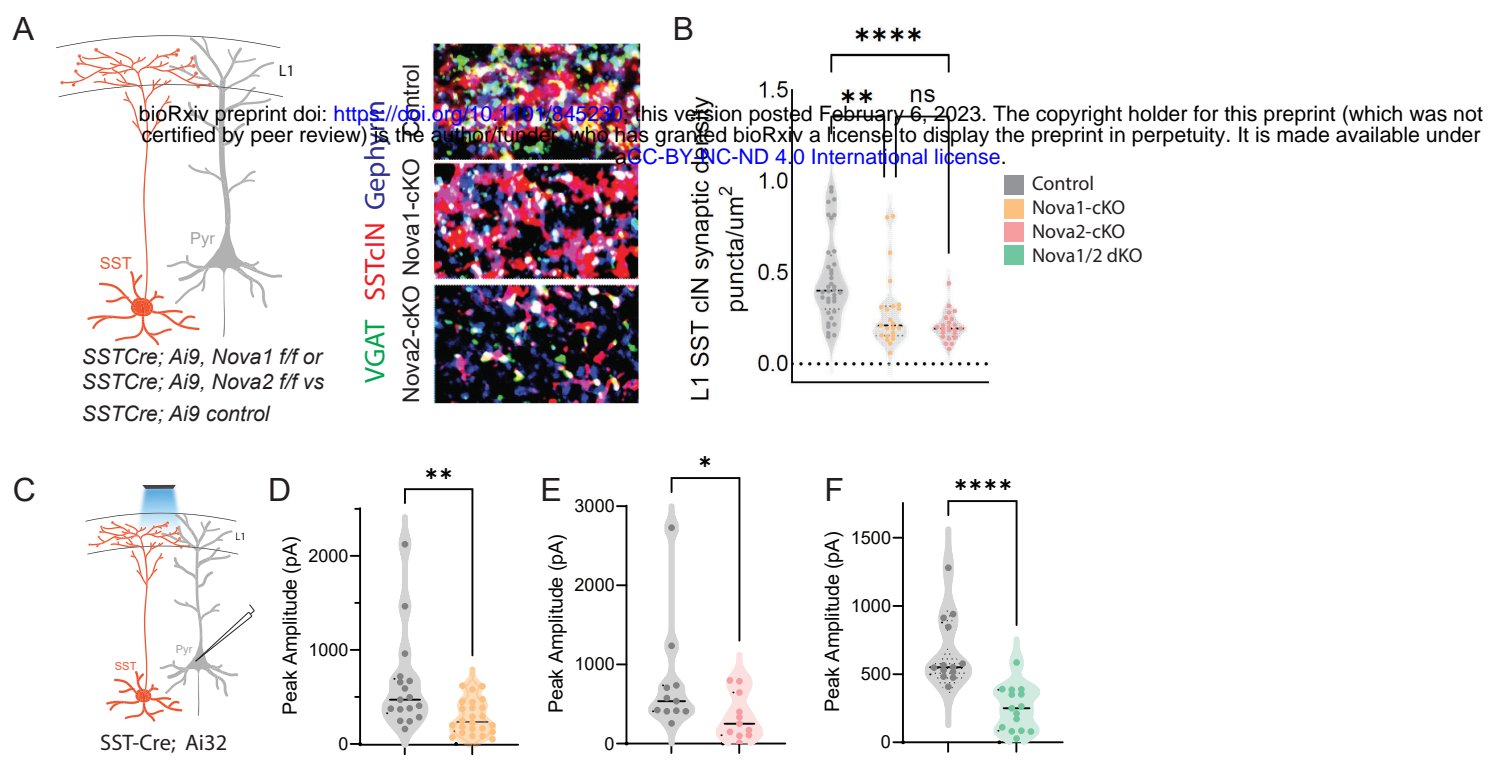 A
L1
Pyr
SST
SSTCre; Ai9, Nova1 f/f or
SSTCre; Ai9, Nova2 f/f vs
SSTCre; Ai9 control
VGAT SSTcIN Gephyrin
Nova2-cKO Nova1-cKO Control
bioRxiv preprint doi: https://doi.org/10.1101/845230; this version posted February 6, 2023. The copyright holder for this preprint (which was not
certified by peer review) is the author/funder, who has granted bioRxiv a license to display the preprint in perpetuity. It is made available under
aCC-BY-NC-ND 4.0 International license.
B
****
** ns
L1 SST cIN synaptic density
puncta/um2
1.5
1.0
0.5
0.0
Control
Nova1-cKO
Nova2-cKO
Nova1/2 dKO
C
L1
Pyr
SST
SST-Cre; Ai32
D
**
Peak Amplitude (pA)
2000
1000
0
E
*
Peak Amplitude (pA)
3000
2000
1000
0
F
****
Peak Amplitude (pA)
1500
1000
500
0